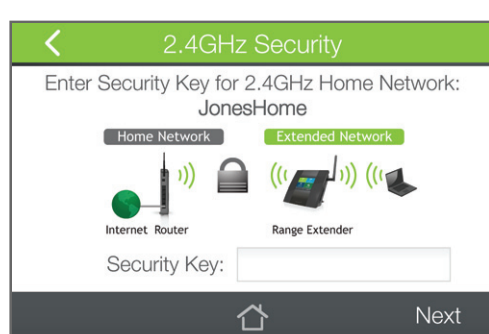 2.4GHz Security
Enter Security Key for 2.4GHz Home Network:
JonesHome
Home Network Extended Network
Internet Router Range Extender
Security Key:
Next